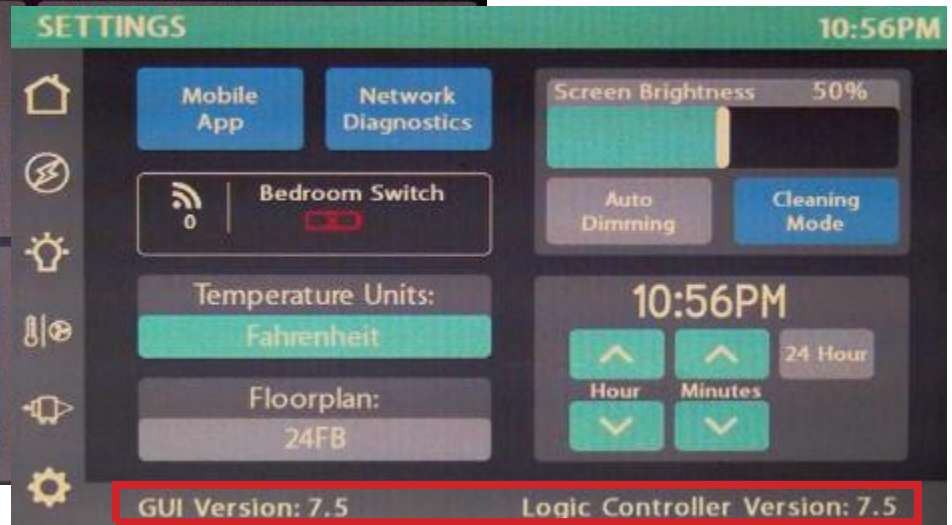 SETTINGS 10:56PM
Mobile App
Network Diagnostics
Screen Brightness 50%
0
Bedroom Switch
Auto Dimming
Cleaning Mode
Temperature Units:
Fahrenheit
10:56PM
24 Hour
Hour Minutes
Floorplan:
24FB
GUI Version: 7.5 Logic Controller Version: 7.5